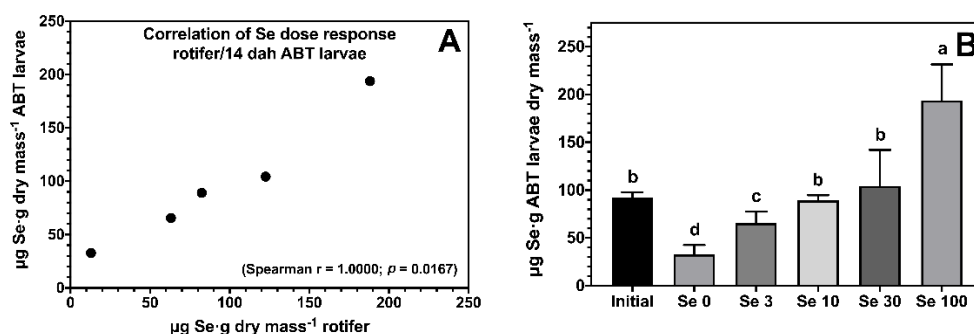 Correlation of Se dose response
rotifer/14 dah ABT larvae
A
µg Se·g dry mass⁻¹ ABT larvae
250
200
150
100
50
0
(Spearman r = 1.0000; p = 0.0167)
0 50 100 150 200 250
µg Se·g dry mass⁻¹ rotifer
B
µg Se·g ABT larvae dry mass⁻¹
250
200
150
100
50
0
b
d
c
b
b
a
Initial Se 0 Se 3 Se 10 Se 30 Se 100